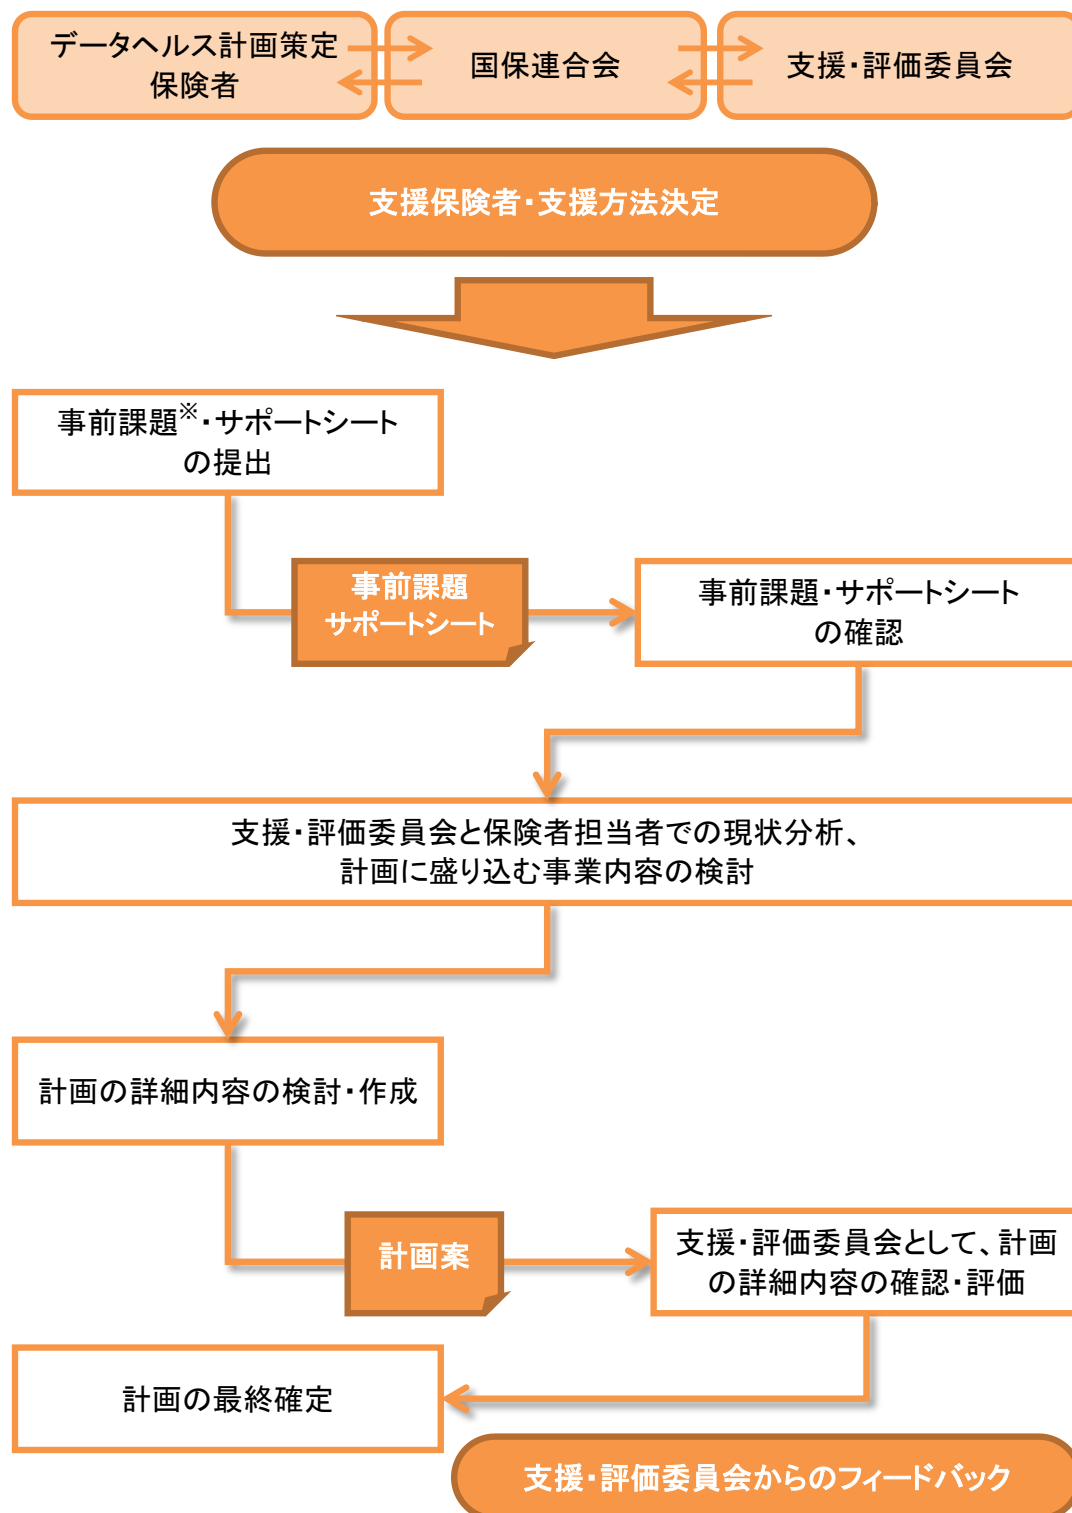 データヘルス計画策定
保険者
国保連合会
支援・評価委員会
支援保険者・支援方法決定
事前課題※・サポートシート
の提出
事前課題
サポートシート
事前課題・サポートシート
の確認
支援・評価委員会と保険者担当者での現状分析、
計画に盛り込む事業内容の検討
計画の詳細内容の検討・作成
計画案
支援・評価委員会として、計画
の詳細内容の確認・評価
計画の最終確定
支援・評価委員会からのフィードバック